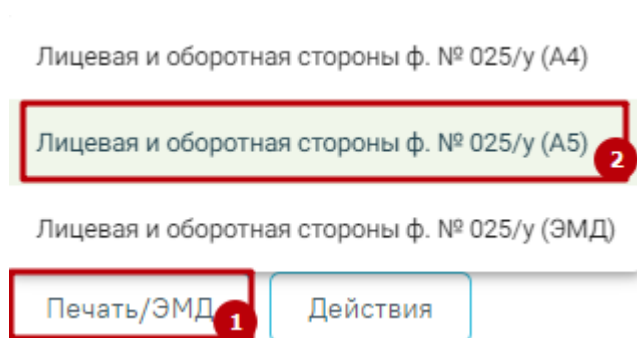 Лицевая и оборотная стороны ф. № 025/у (А4)
Лицевая и оборотная стороны ф. № 025/у (А5)
2
Лицевая и оборотная стороны ф. № 025/у (ЭМД)
Печать/ЭМД 1 Действия